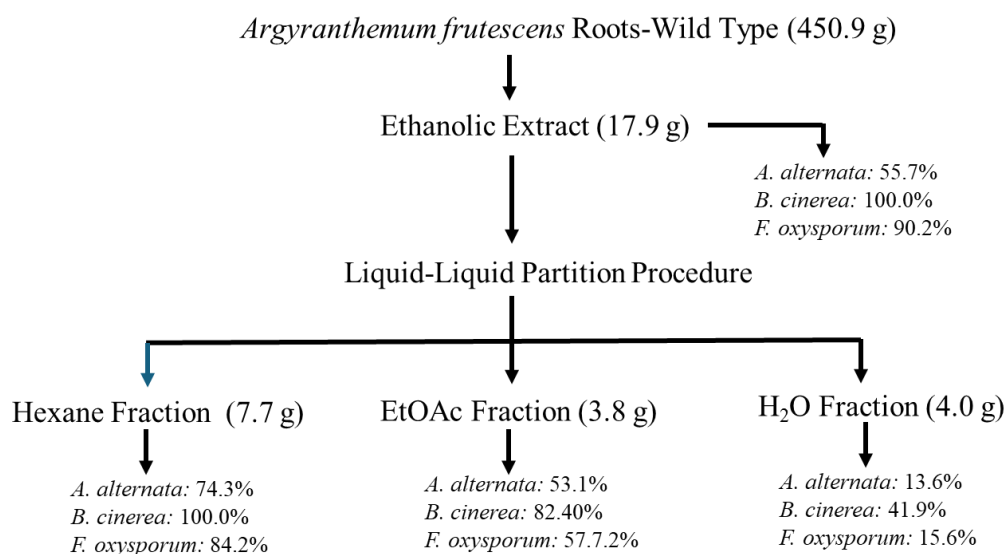 Argyranthemum frutescens Roots-Wild Type (450.9 g)
Ethanolic Extract (17.9 g)
A. alternata: 55.7%
B. cinerea: 100.0%
F. oxysporum: 90.2%
Liquid-Liquid Partition Procedure
Hexane Fraction (7.7 g)
A. alternata: 74.3%
B. cinerea: 100.0%
F. oxysporum: 84.2%
EtOAc Fraction (3.8 g)
A. alternata: 53.1%
B. cinerea: 82.40%
F. oxysporum: 57.7.2%
H₂O Fraction (4.0 g)
A. alternata: 13.6%
B. cinerea: 41.9%
F. oxysporum: 15.6%